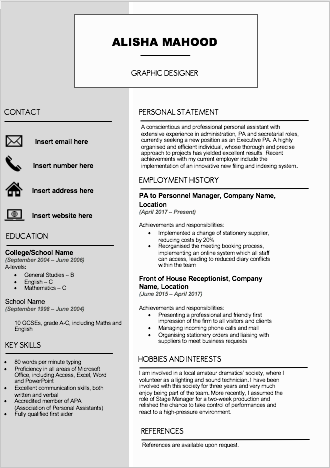 ALISHA MAHOOD
GRAPHIC DESIGNER
CONTACT
Insert email here
Insert number here
Insert address here
Insert website here
EDUCATION
College/School Name
(September 2004 – June 2006)
A-levels:
• General Studies – B
• English – C
• Mathematics – C
School Name
(September 1998 – June 2004)
10 GCSEs, grade A-C, including Maths and
English
KEY SKILLS
• 80 words per minute typing
• Proficiency in all areas of Microsoft
Office, including Access, Excel, Word
and PowerPoint
• Excellent communication skills, both
written and verbal
• Accredited member of APA
(Association of Personal Assistants)
• Fully qualified first aider
PERSONAL STATEMENT
A conscientious and professional personal assistant with
extensive experience in administration, PA and secretarial roles,
currently seeking a new position as an Executive PA. A highly
organised and efficient individual, whose thorough and precise
approach to projects has yielded excellent results. Recent
achievements with my current employer include the
implementation of an innovative new filing and indexing system.
EMPLOYMENT HISTORY
PA to Personnel Manager, Company Name,
Location
(April 2017 – Present)
Achievements and responsibilities:
• Implemented a change of stationery supplier,
reducing costs by 20%
• Reorganised the meeting booking process,
implementing an online system which all staff
can access, leading to reduced diary conflicts
within the team
Front of House Receptionist, Company
Name, Location
(June 2015 – April 2017)
Achievements and responsibilities:
• Presenting a professional and friendly first
impression of the firm to all visitors and clients
• Managing incoming phone calls and mail
• Organising stationery orders and liaising with
suppliers to meet business requests
HOBBIES AND INTERESTS
I am involved in a local amateur dramatics' society, where I
volunteer as a lighting and sound technician. I have been
involved with this society for three years and very much
enjoy being part of the team. More recently, I assumed the
role of Stage Manager for a two-week production and
relished the chance to take control of performances and
react to a high-pressure environment.
REFERENCES
References are available upon request.